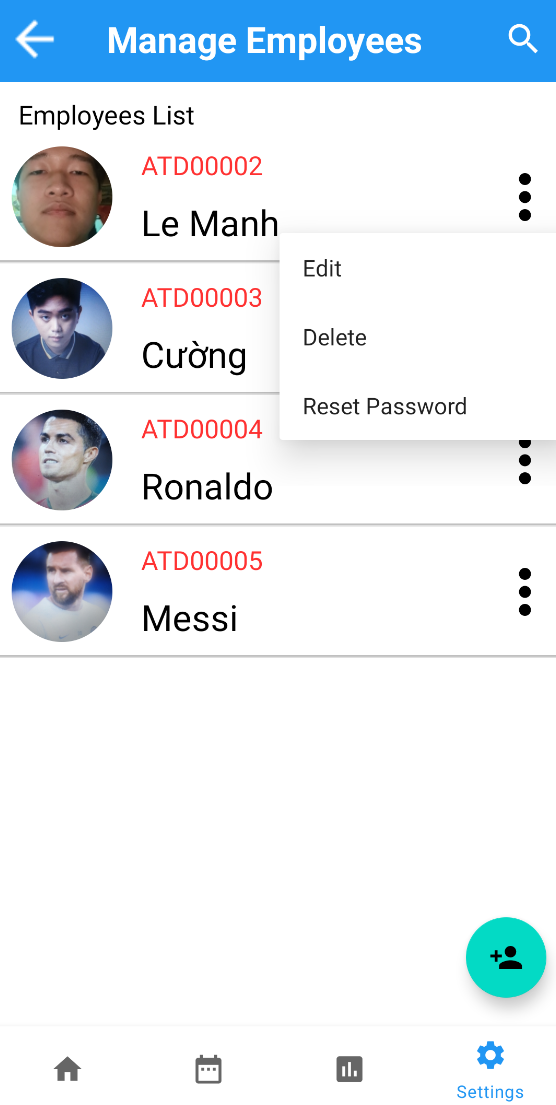 Manage Employees
Employees List
ATD00002
Le Manh
Edit
Delete
Reset Password
ATD00003
Cường
ATD00004
Ronaldo
ATD00005
Messi
Settings